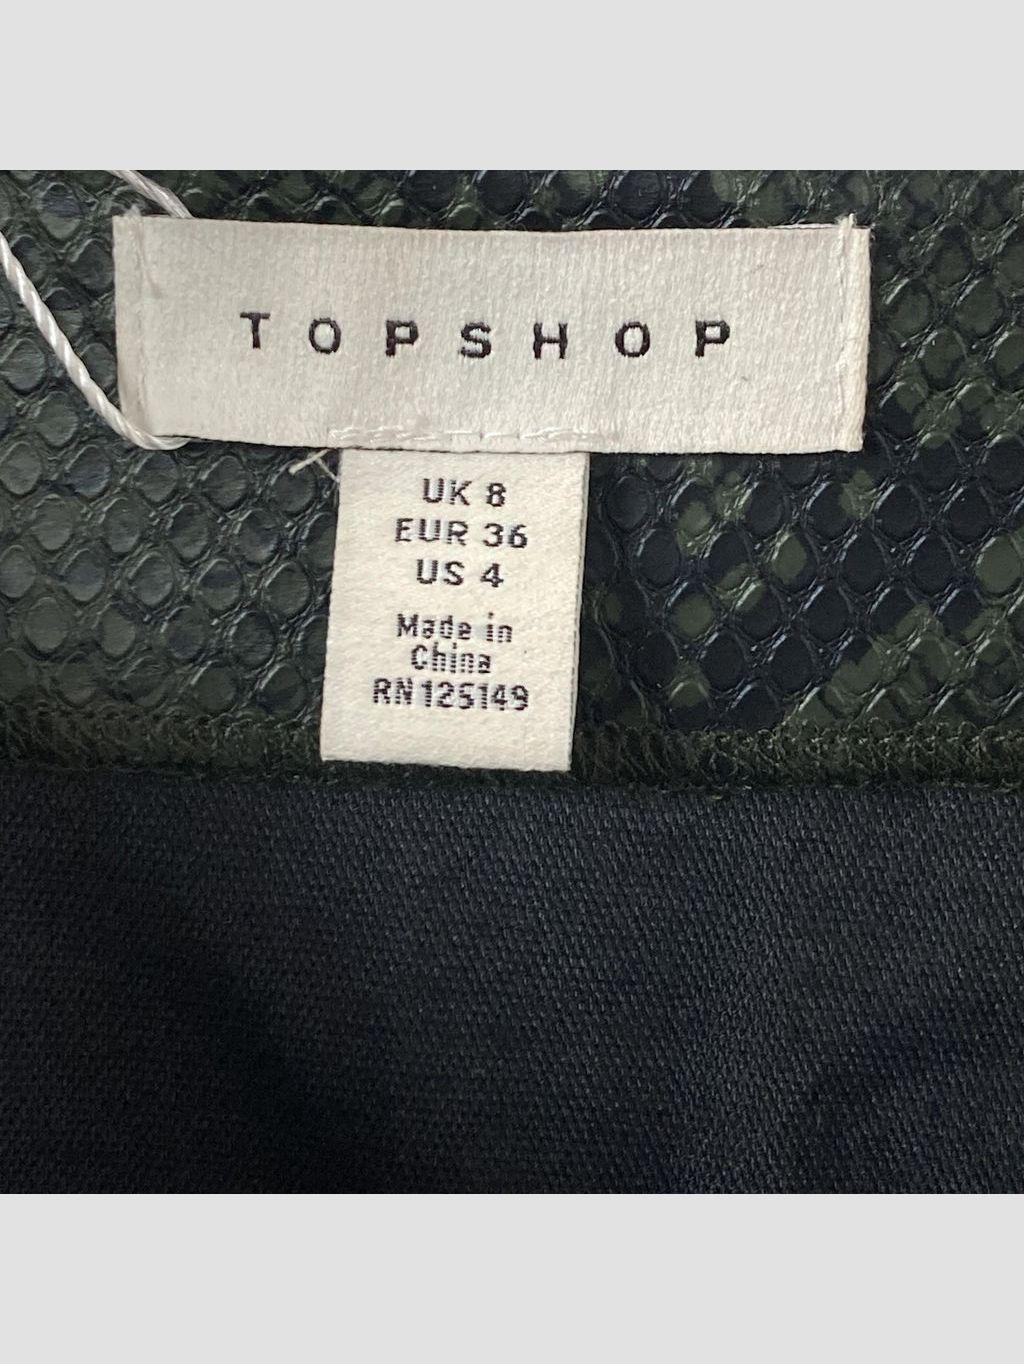 TOPSHOP
UK 8
EUR 36
US 4
Made in
China
RN125149